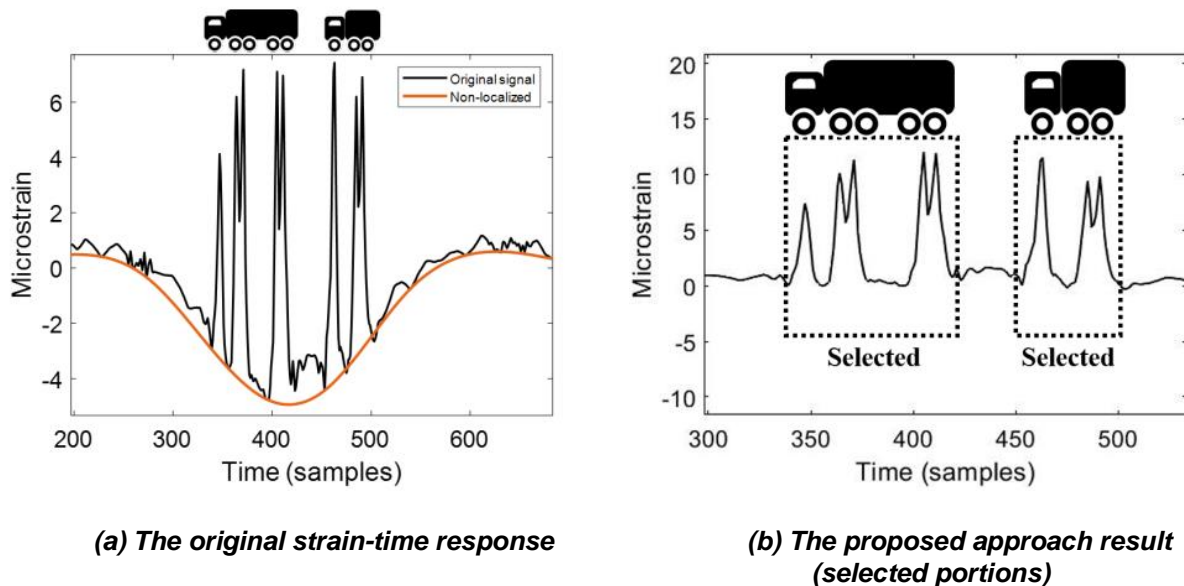 Original signal
Non-localized
6
4
2
0
-2
-4
Microstrain
200 300 400 500 600
Time (samples)
(a) The original strain-time response
20
15
10
5
0
-5
-10
Microstrain
Selected Selected
300 350 400 450 500
Time (samples)
(b) The proposed approach result
(selected portions)